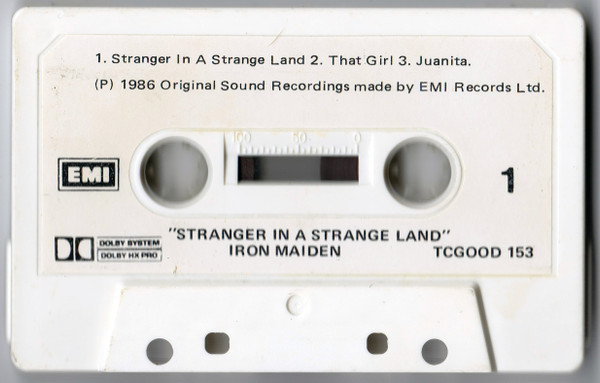 1. Stranger In A Strange Land 2. That Girl 3. Juanita.
(P) 1986 Original Sound Recordings made by EMI Records Ltd.
100 50 0
EMI
1
DOLBY SYSTEM
DOLBY HX PRO
"STRANGER IN A STRANGE LAND"
IRON MAIDEN
TCGOOD 153